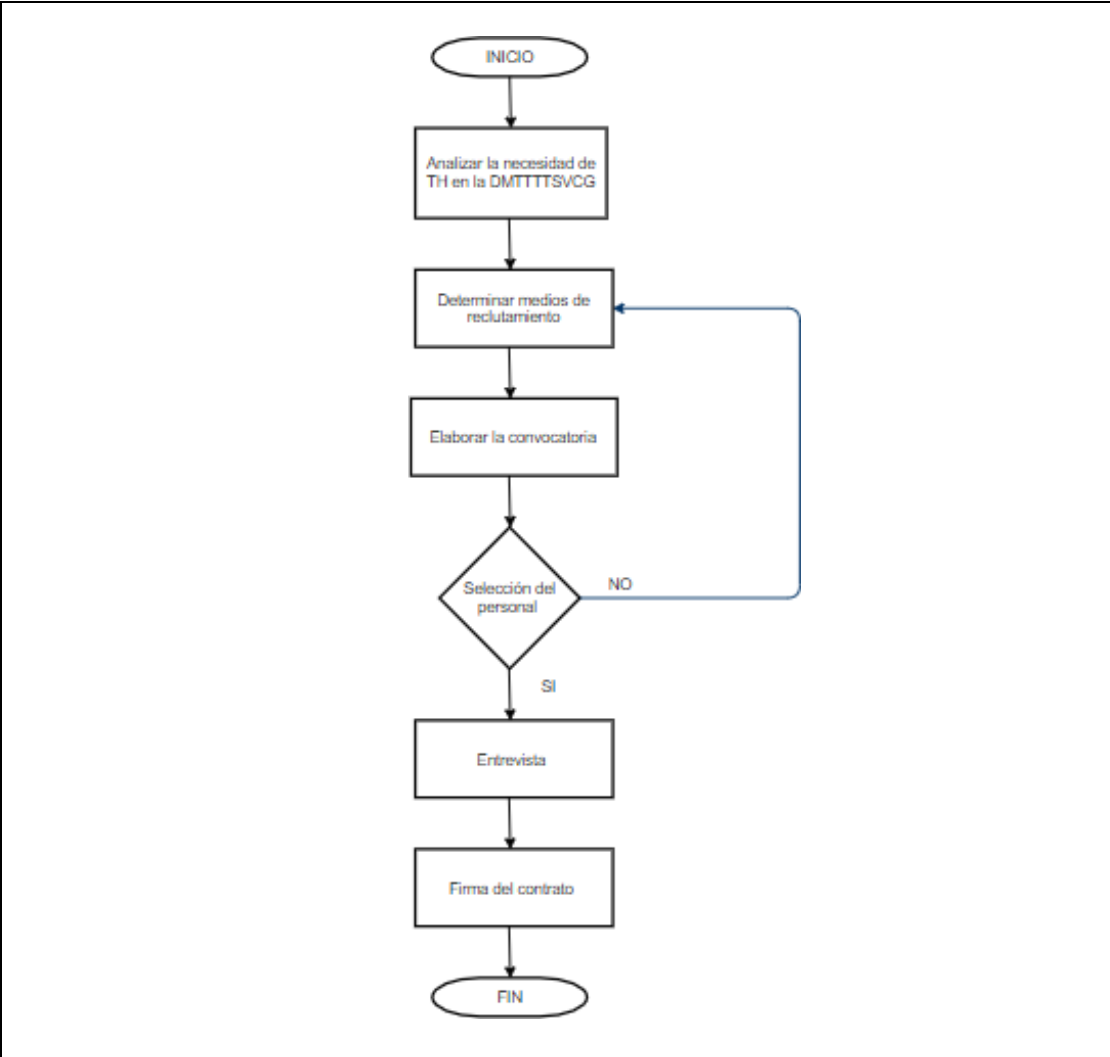 INICIO
Analizar la necesidad de
TH en la DMTTTTSVCG
Determinar medios de
reclutamiento
Elaborar la convocatoria
Selección del
personal
NO
SI
Entrevista
Firma del contrato
FIN